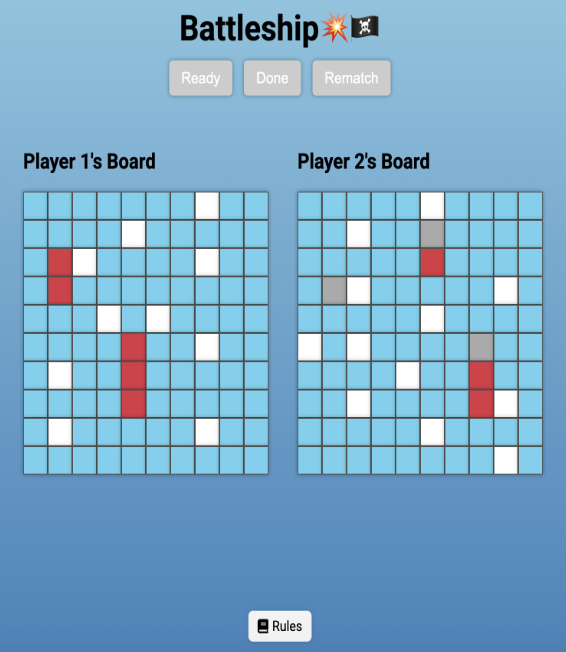 Battleship💥🏴‍☠️
Ready Done Rematch
Player 1's Board Player 2's Board
Rules